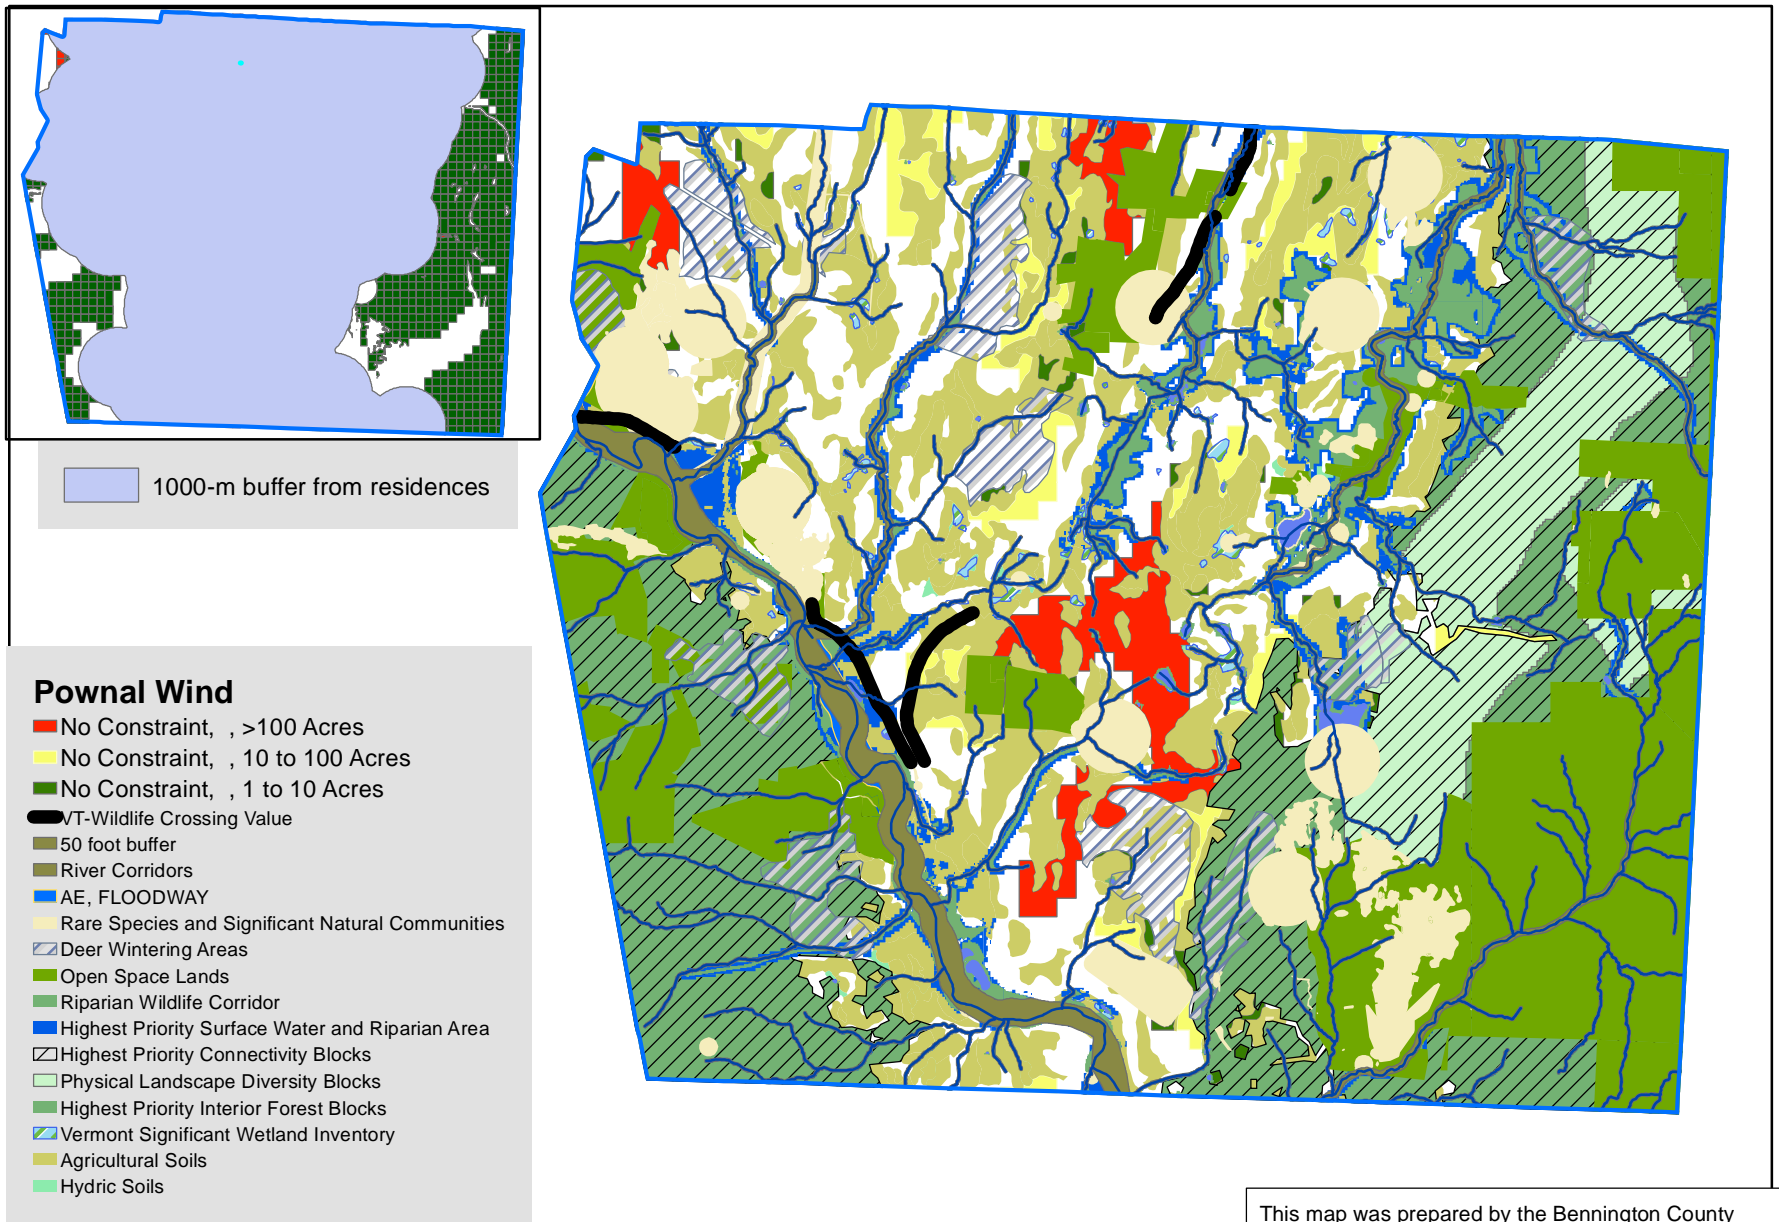 1000-m buffer from residences
Pownal Wind
No Constraint, , >100 Acres
No Constraint, , 10 to 100 Acres
No Constraint, , 1 to 10 Acres
VT-Wildlife Crossing Value
50 foot buffer
River Corridors
AE, FLOODWAY
Rare Species and Significant Natural Communities
Deer Wintering Areas
Open Space Lands
Riparian Wildlife Corridor
Highest Priority Surface Water and Riparian Area
Highest Priority Connectivity Blocks
Physical Landscape Diversity Blocks
Highest Priority Interior Forest Blocks
Vermont Significant Wetland Inventory
Agricultural Soils
Hydric Soils
This map was prepared by the Bennington County